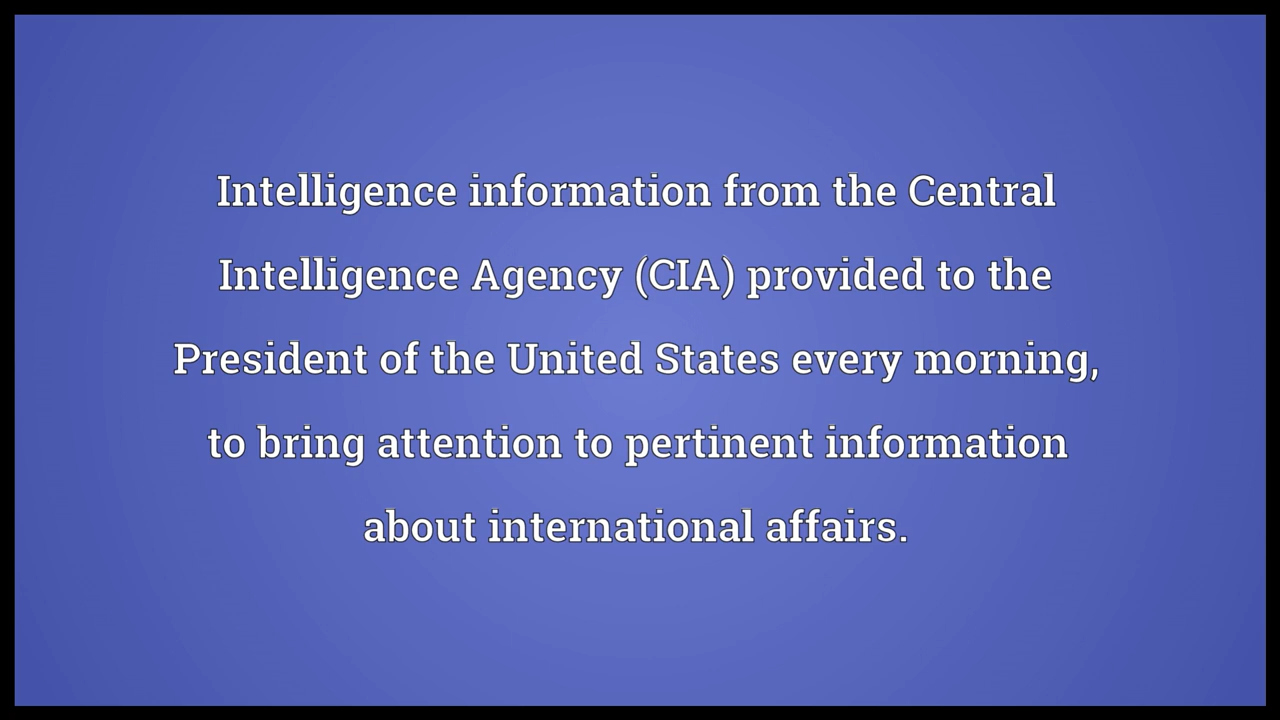 Intelligence information from the Central
Intelligence Agency (CIA) provided to the
President of the United States every morning,
to bring attention to pertinent information
about international affairs.